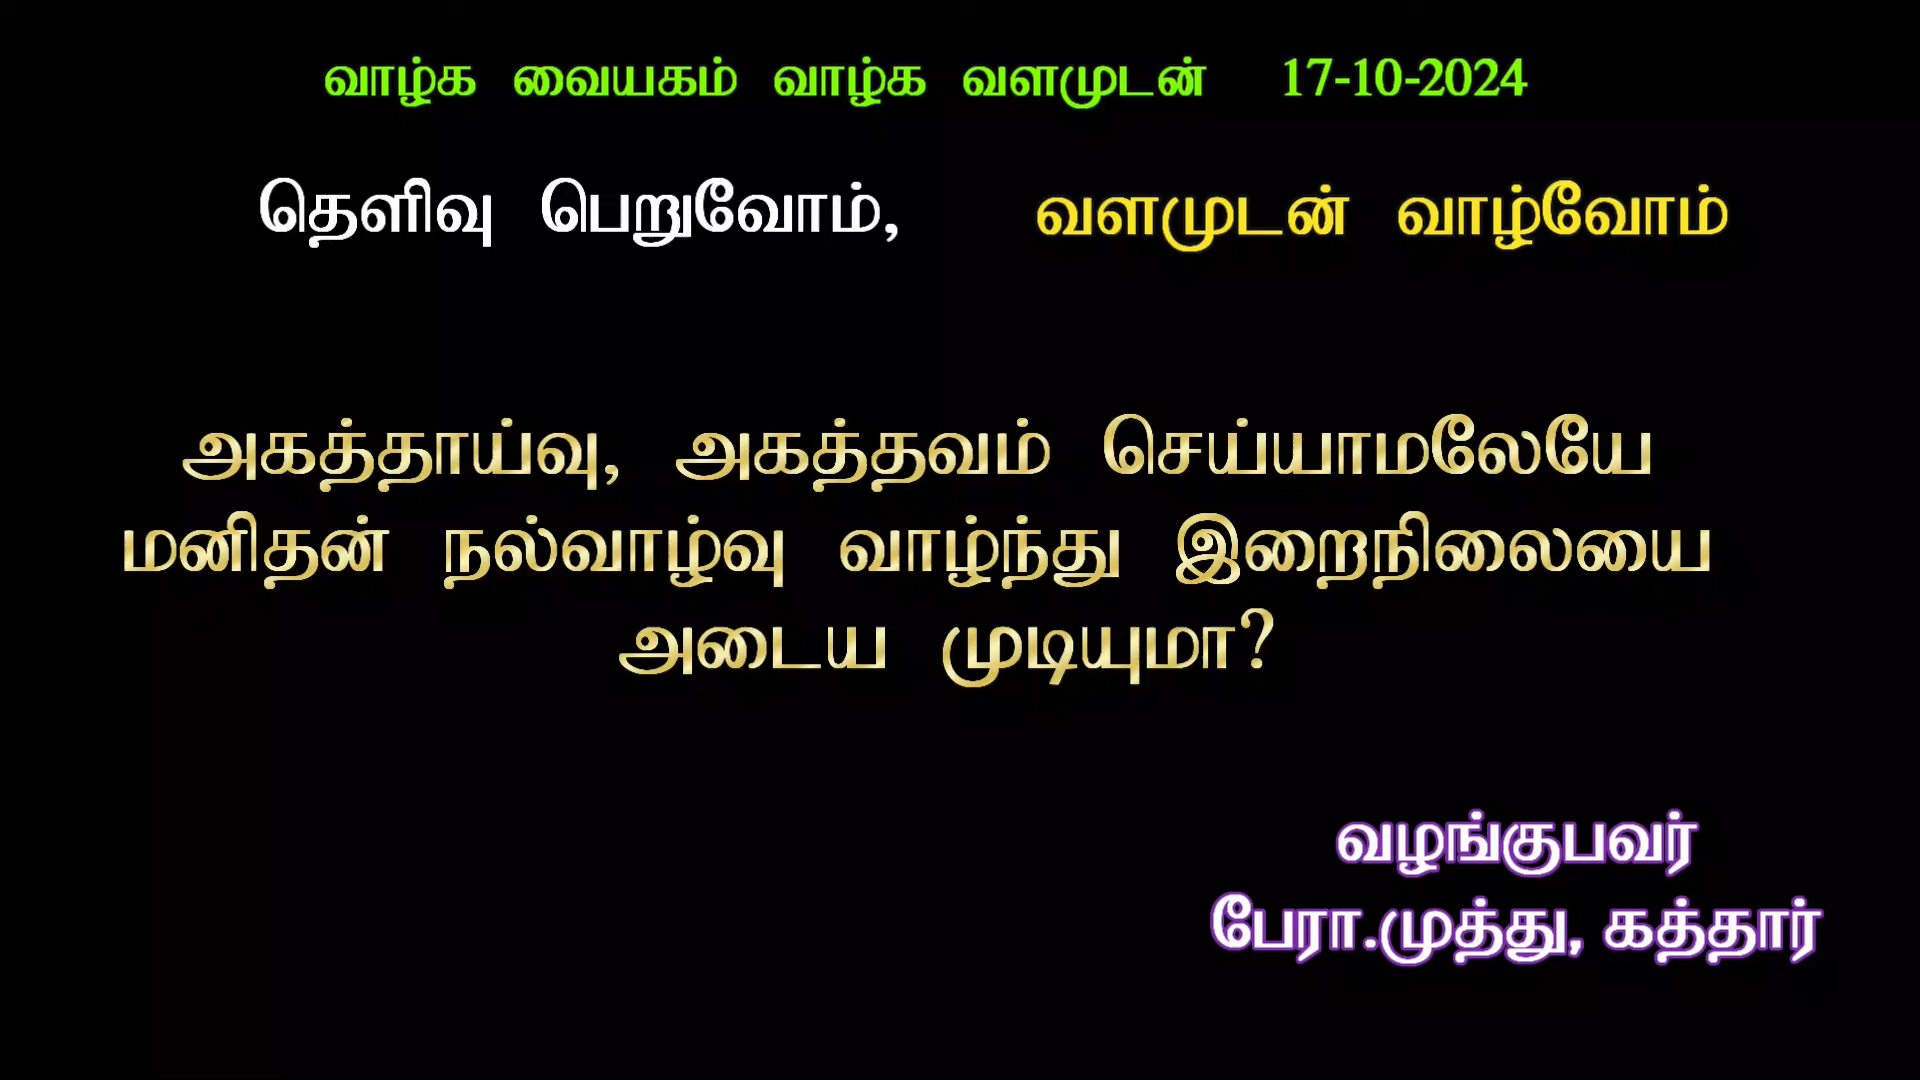 வாழ்க வையகம் வாழ்க வளமுடன் 17-10-2024
தெளிவு பெறுவோம், வளமுடன் வாழ்வோம்
அகத்தாய்வு, அகத்தவம் செய்யாமலேயே
மனிதன் நல்வாழ்வு வாழ்ந்து இறைநிலையை
அடைய முடியுமா?
வழங்குபவர்
பேரா.முத்து, கத்தார்